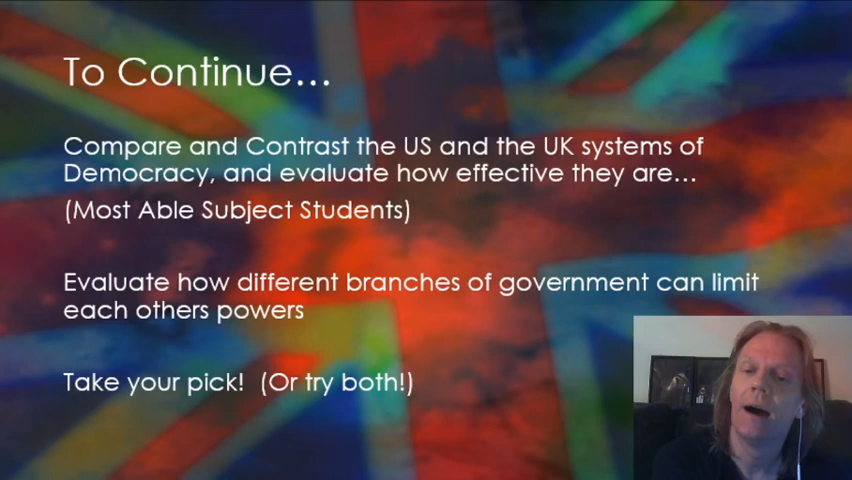 To Continue...
Compare and Contrast the US and the UK systems of
Democracy, and evaluate how effective they are...
(Most Able Subject Students)
Evaluate how different branches of government can limit
each others powers
Take your pick!  (Or try both!)